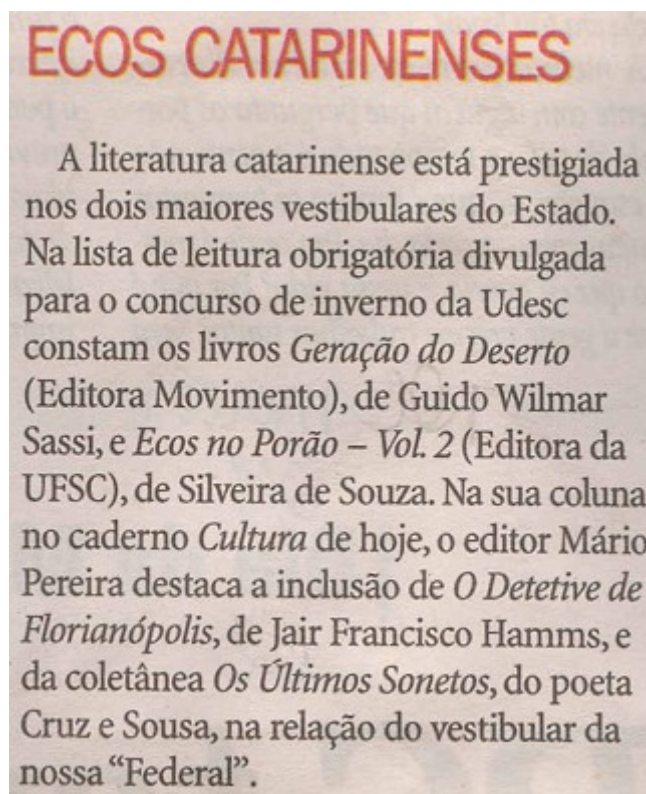 ECOS CATARINENSES
A literatura catarinense está prestigiada
nos dois maiores vestibulares do Estado.
Na lista de leitura obrigatória divulgada
para o concurso de inverno da Udesc
constam os livros Geração do Deserto
(Editora Movimento), de Guido Wilmar
Sassi, e Ecos no Porão – Vol. 2 (Editora da
UFSC), de Silveira de Souza. Na sua coluna
no caderno Cultura de hoje, o editor Mário
Pereira destaca a inclusão de O Detetive de
Florianópolis, de Jair Francisco Hamms, e
da coletânea Os Últimos Sonetos, do poeta
Cruz e Sousa, na relação do vestibular da
nossa “Federal”.